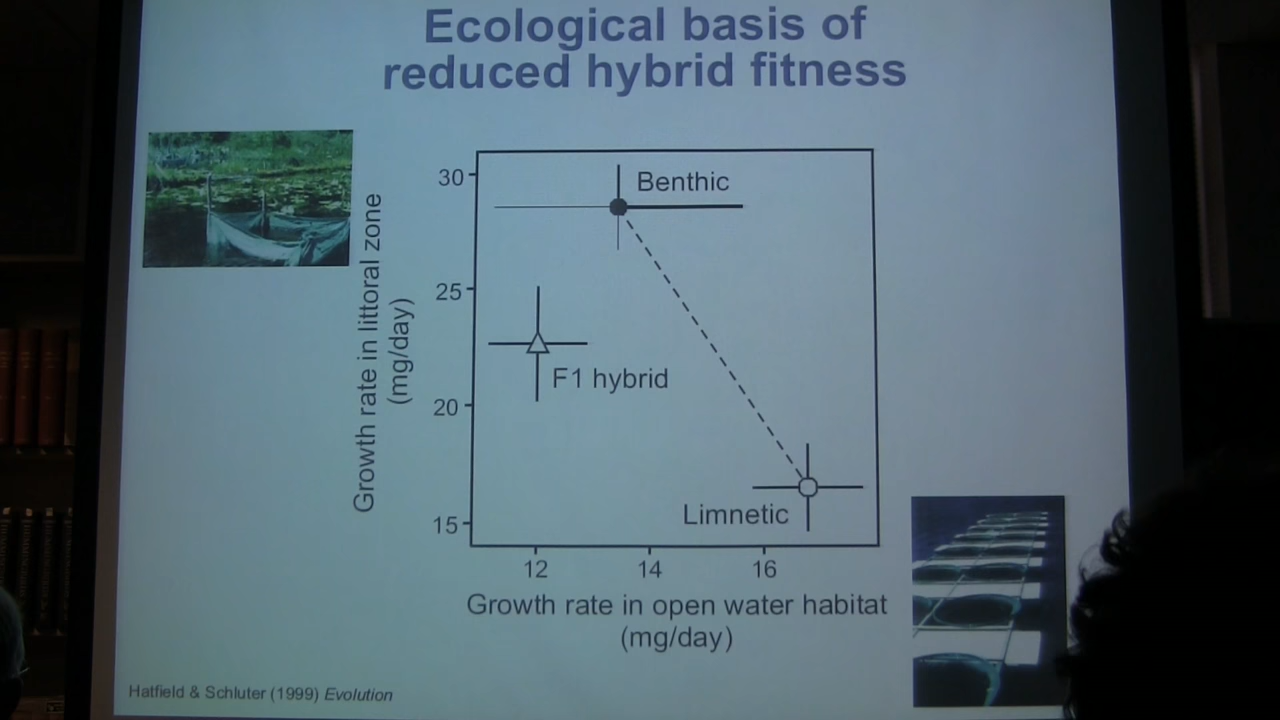 Ecological basis of
reduced hybrid fitness
Growth rate in littoral zone
(mg/day)
30
25
20
15
Benthic
F1 hybrid
Limnetic
12 14 16
Growth rate in open water habitat
(mg/day)
Hatfield & Schluter (1999) Evolution